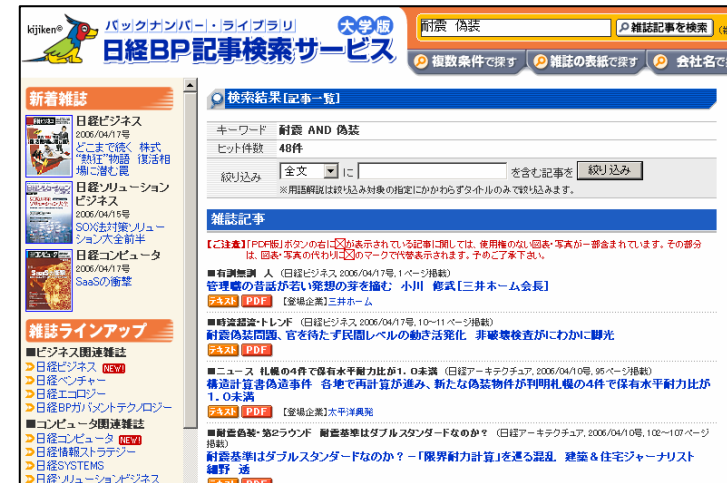 kijiken®
バックナンバー・ライブラリ 大学版
日経BP記事検索サービス
耐震 偽装
雑誌記事を検索
複数条件で探す
雑誌の表紙で探す
会社名で
新着雑誌
日経ビジネス
2006/04/17号
どこまで続く 株式
“熱狂”物語 復活相
場に潜む罠
日経ソリューション
ビジネス
2006/04/15号
SOX法対策ソリュー
ション大全前半
日経コンピュータ
2006/04/17号
SaaSの衝撃
雑誌ラインアップ
■ビジネス関連雑誌
日経ビジネス NEW!
日経ベンチャー
日経エコロジー
日経BPガバメントテクノロジー
■コンピュータ関連雑誌
日経コンピュータ NEW!
日経情報ストラテジー
日経SYSTEMS
日経ソリューションビジネス
検索結果[記事一覧]
キーワード 耐震 AND 偽装
ヒット件数 48件
絞り込み 全文 に を含む記事を 絞り込み
※用語解説は絞り込み対象の指定にかかわらずタイトルのみで絞り込みます。
雑誌記事
【ご注意】「PDF版」ボタンの右に☒が表示されている記事に関しては、使用権のない図表・写真が一部含まれています。その部分
は、図表・写真の代わりに☒のマークで代替表示されます。予めご了承下さい。
■有訓無訓 人 (日経ビジネス 2006/04/17号,1ページ掲載)
管理職の昔話が若い発想の芽を摘む 小川 修武[三井ホーム会長]
テキスト PDF 【登場企業】三井ホーム
■時流超流・トレンド (日経ビジネス 2006/04/17号,10~11ページ掲載)
耐震偽装問題、官を待たず民間レベルの動き活発化 非破壊検査がにわかに脚光
テキスト PDF
■ニュース 札幌の4件で保有水平耐力比が1.0未満 (日経アーキテクチュア,2006/04/10号,95ページ掲載)
構造計算書偽造事件 各地で再計算が進み、新たな偽装物件が判明札幌の4件で保有水平耐力比が
1.0未満
テキスト PDF 【登場企業】太平洋興発
■耐震偽装・第2ラウンド 耐震基準はダブルスタンダードなのか? (日経アーキテクチュア,2006/04/10号,102~107ページ
掲載)
耐震基準はダブルスタンダードなのか?-「限界耐力計算」を巡る混乱 建築&住宅ジャーナリスト
細野 透
テキスト PDF